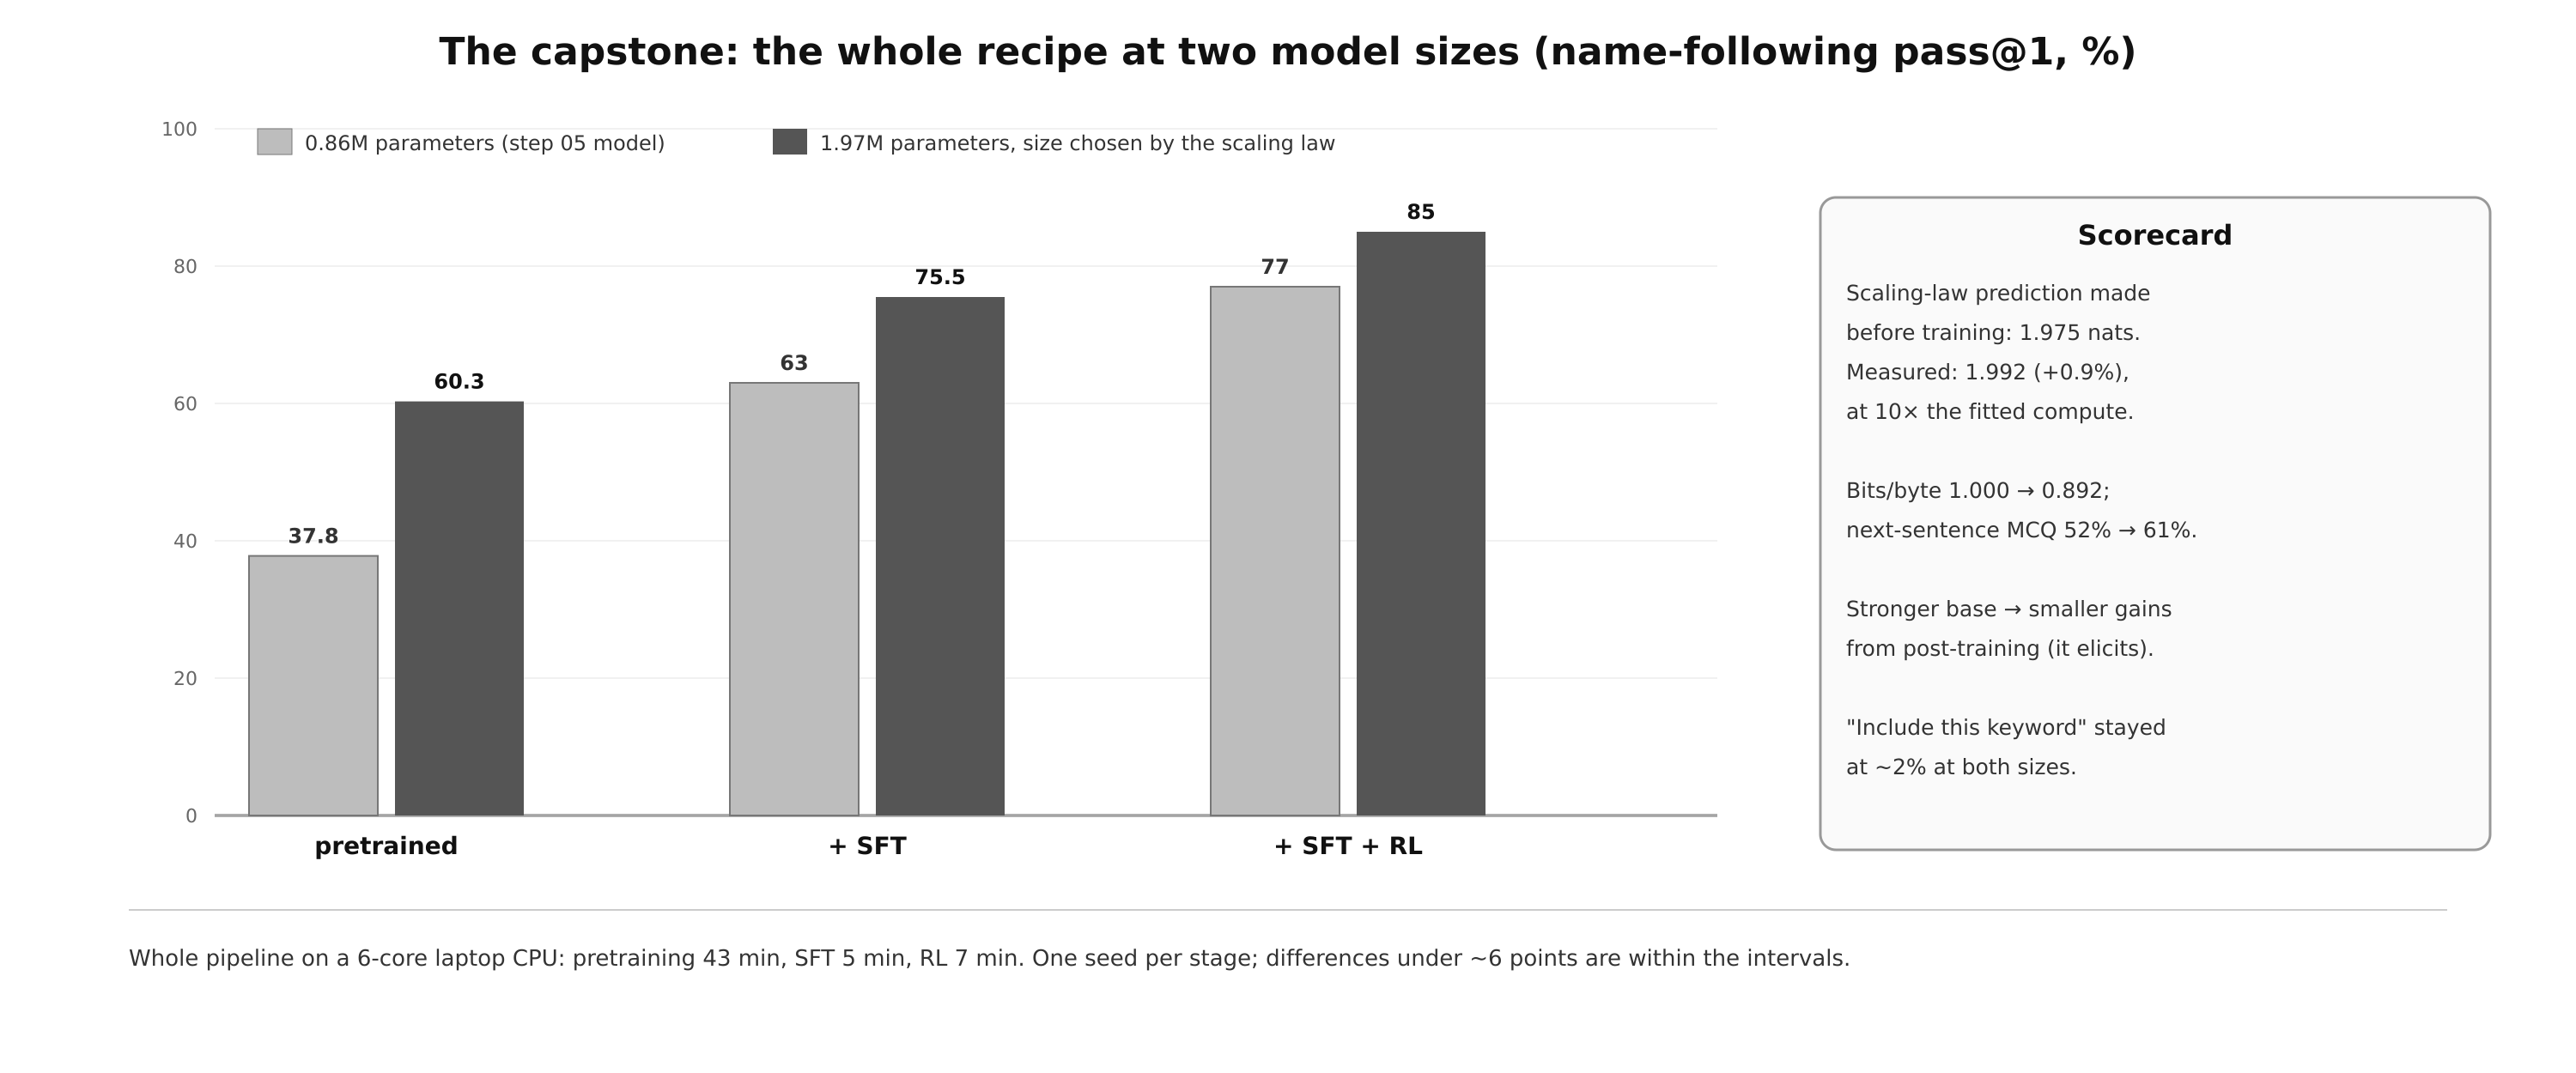 The capstone: the whole recipe at two model sizes (name-following pass@1, %)
100
0.86M parameters (step 05 model)
1.97M parameters, size chosen by the scaling law
80
60
40
20
0
37.8
60.3
63
75.5
77
85
pretrained
+ SFT
+ SFT + RL
Scorecard
Scaling-law prediction made
before training: 1.975 nats.
Measured: 1.992 (+0.9%),
at 10× the fitted compute.
Bits/byte 1.000 → 0.892;
next-sentence MCQ 52% → 61%.
Stronger base → smaller gains
from post-training (it elicits).
"Include this keyword" stayed
at ~2% at both sizes.
Whole pipeline on a 6-core laptop CPU: pretraining 43 min, SFT 5 min, RL 7 min. One seed per stage; differences under ~6 points are within the intervals.